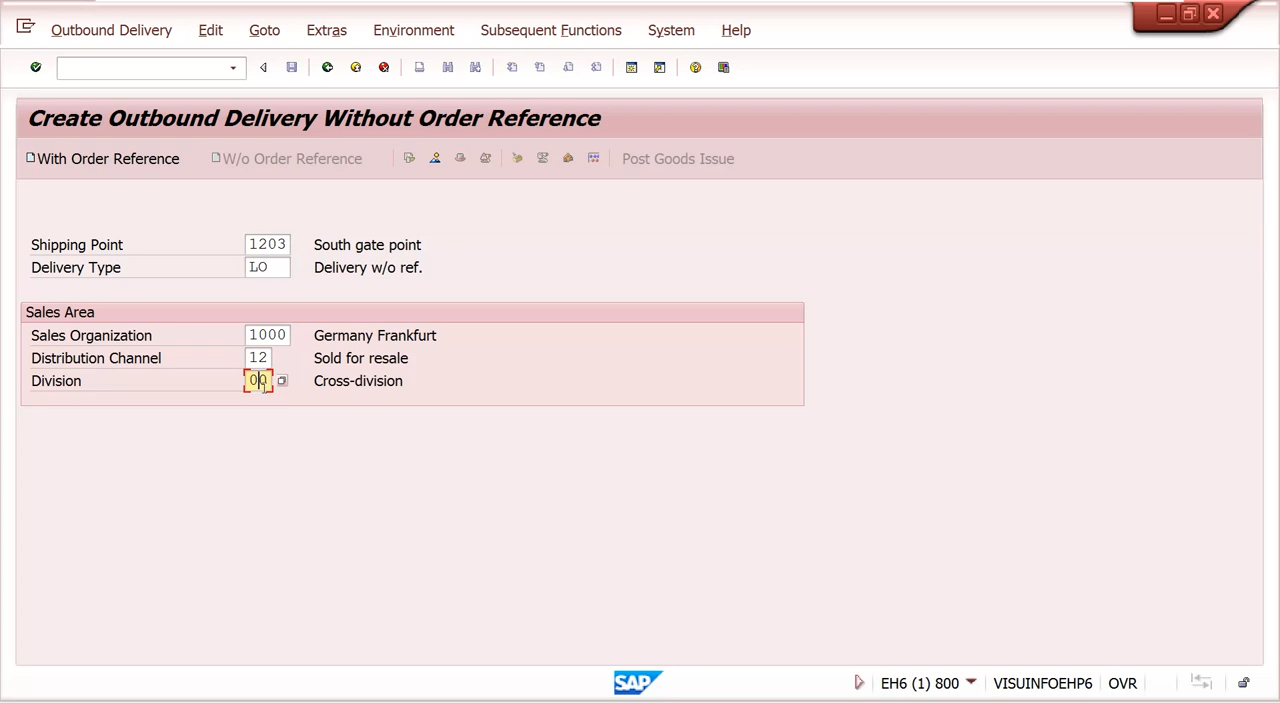 Outbound Delivery Edit Goto Extras Environment Subsequent Functions System Help
Create Outbound Delivery Without Order Reference
With Order Reference W/o Order Reference Post Goods Issue
Shipping Point 1203 South gate point
Delivery Type LO Delivery w/o ref.
Sales Area
Sales Organization 1000 Germany Frankfurt
Distribution Channel 12 Sold for resale
Division 00 Cross-division
SAP EH6 (1) 800 VISUINFOEHP6 OVR